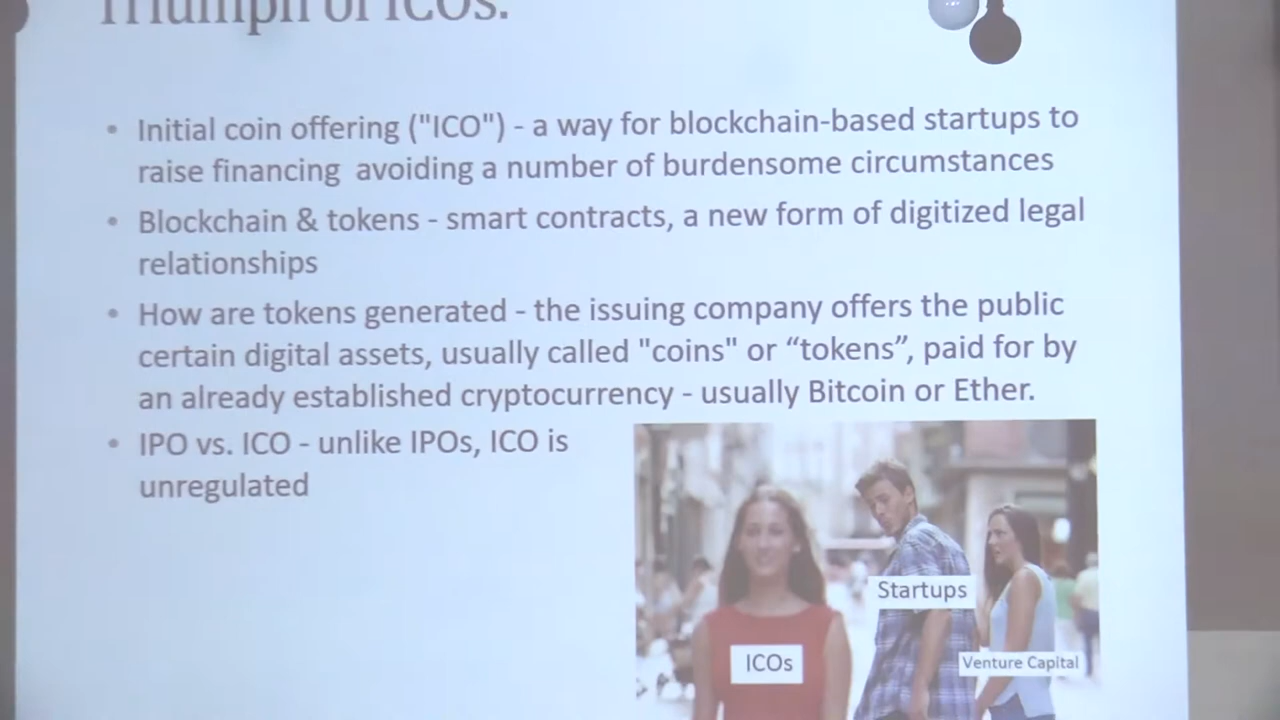 Triumph of ICOs.
• Initial coin offering ("ICO") - a way for blockchain-based startups to
raise financing avoiding a number of burdensome circumstances
• Blockchain & tokens - smart contracts, a new form of digitized legal
relationships
• How are tokens generated - the issuing company offers the public
certain digital assets, usually called "coins" or “tokens”, paid for by
an already established cryptocurrency - usually Bitcoin or Ether.
• IPO vs. ICO - unlike IPOs, ICO is
unregulated
Startups
ICOs
Venture Capital